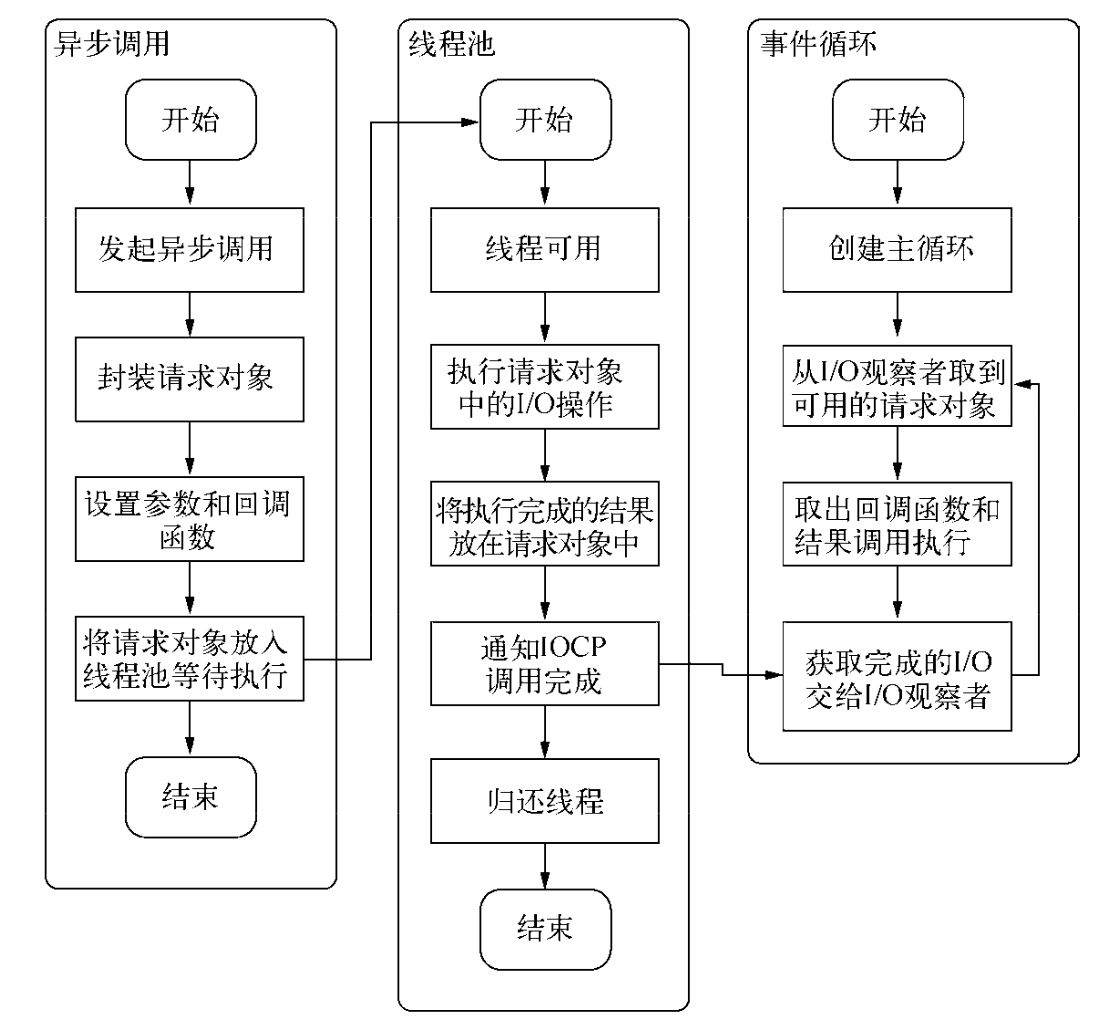 异步调用
开始
发起异步调用
封装请求对象
设置参数和回调
函数
将请求对象放入
线程池等待执行
结束
线程池
开始
线程可用
执行请求对象
中的I/O操作
将执行完成的结果
放在请求对象中
通知IOCP
调用完成
归还线程
结束
事件循环
开始
创建主循环
从I/O观察者取到
可用的请求对象
取出回调函数和
结果调用执行
获取完成的I/O
交给I/O观察者